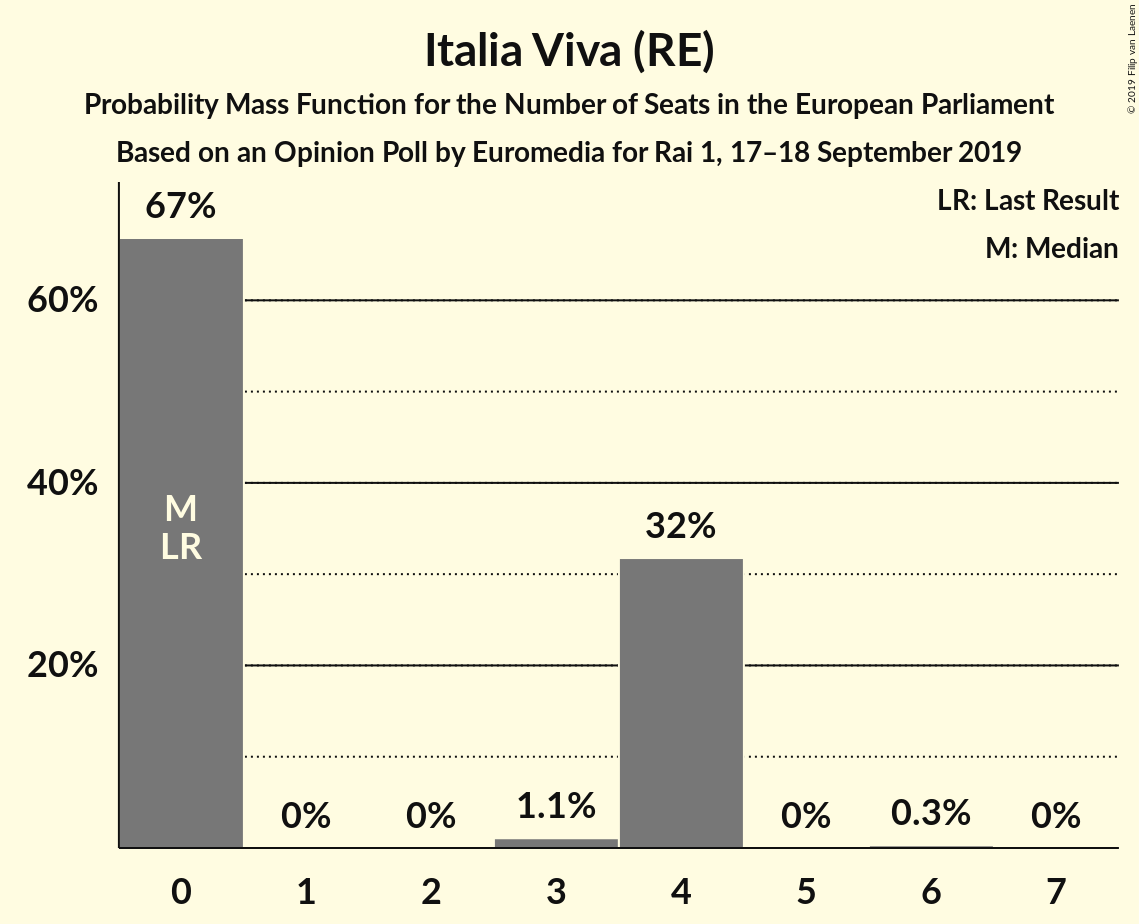 Italia Viva (RE)
Probability Mass Function for the Number of Seats in the European Parliament
Based on an Opinion Poll by Euromedia for Rai 1, 17–18 September 2019
© 2019 Filip van Laenen
LR: Last Result
M: Median
67%
60%
40%
20%
M
LR
0%
0%
1.1%
32%
0%
0.3%
0%
0 1 2 3 4 5 6 7